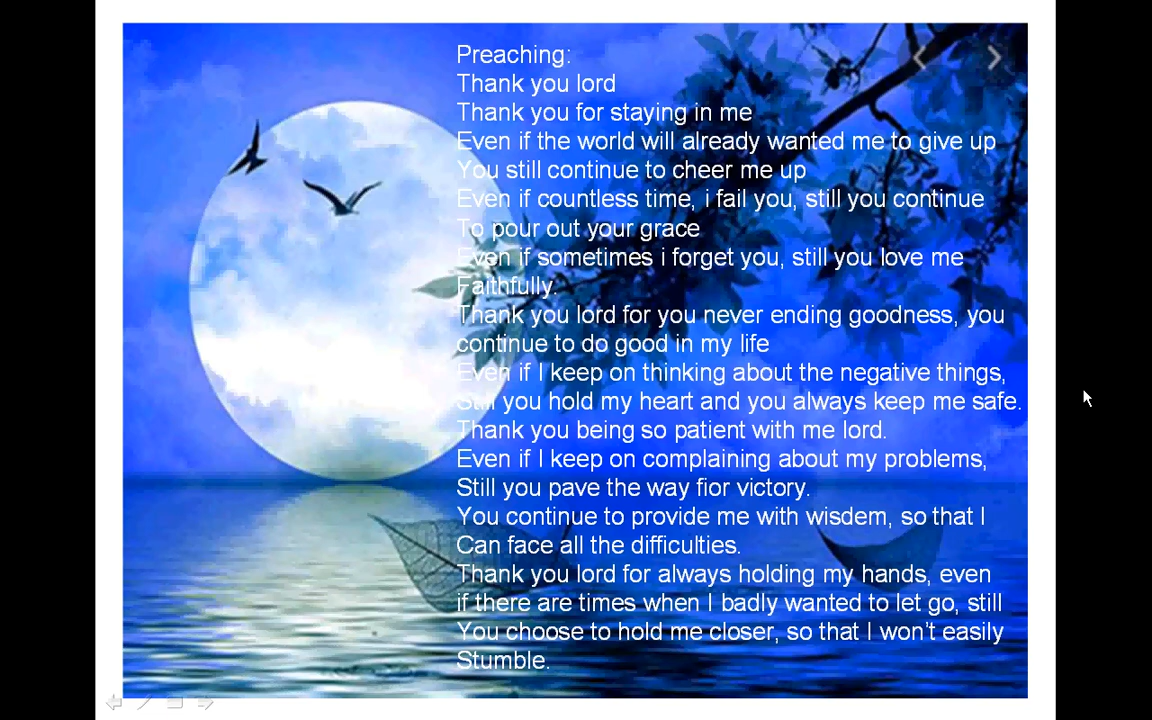 Preaching:
Thank you lord
Thank you for staying in me
Even if the world will already wanted me to give up
You still continue to cheer me up
Even if countless time, i fail you, still you continue
To pour out your grace
Even if sometimes i forget you, still you love me
Faithfully.
Thank you lord for you never ending goodness, you
continue to do good in my life
Even if I keep on thinking about the negative things,
Still you hold my heart and you always keep me safe.
Thank you being so patient with me lord.
Even if I keep on complaining about my problems,
Still you pave the way fior victory.
You continue to provide me with wisdem, so that I
Can face all the difficulties.
Thank you lord for always holding my hands, even
if there are times when I badly wanted to let go, still
You choose to hold me closer, so that I won't easily
Stumble.